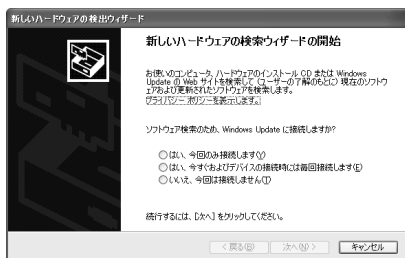 新しいハードウェアの検出ウィザード
新しいハードウェアの検索ウィザードの開始
お使いのコンピュータ、ハードウェアのインストール CD または Windows
Update の Web サイトを検索して (ユーザーの了解のもとに) 現在のソフトウ
ェアおよび更新されたソフトウェアを検索します。
プライバシー ポリシーを表示します。
ソフトウェア検索のため、Windows Update に接続しますか?
はい、今回のみ接続します(Y)
はい、今すぐおよびデバイスの接続時には毎回接続します(E)
いいえ、今回は接続しません(T)
続行するには、[次へ] をクリックしてください。
< 戻る(B)
次へ(N) >
キャンセル